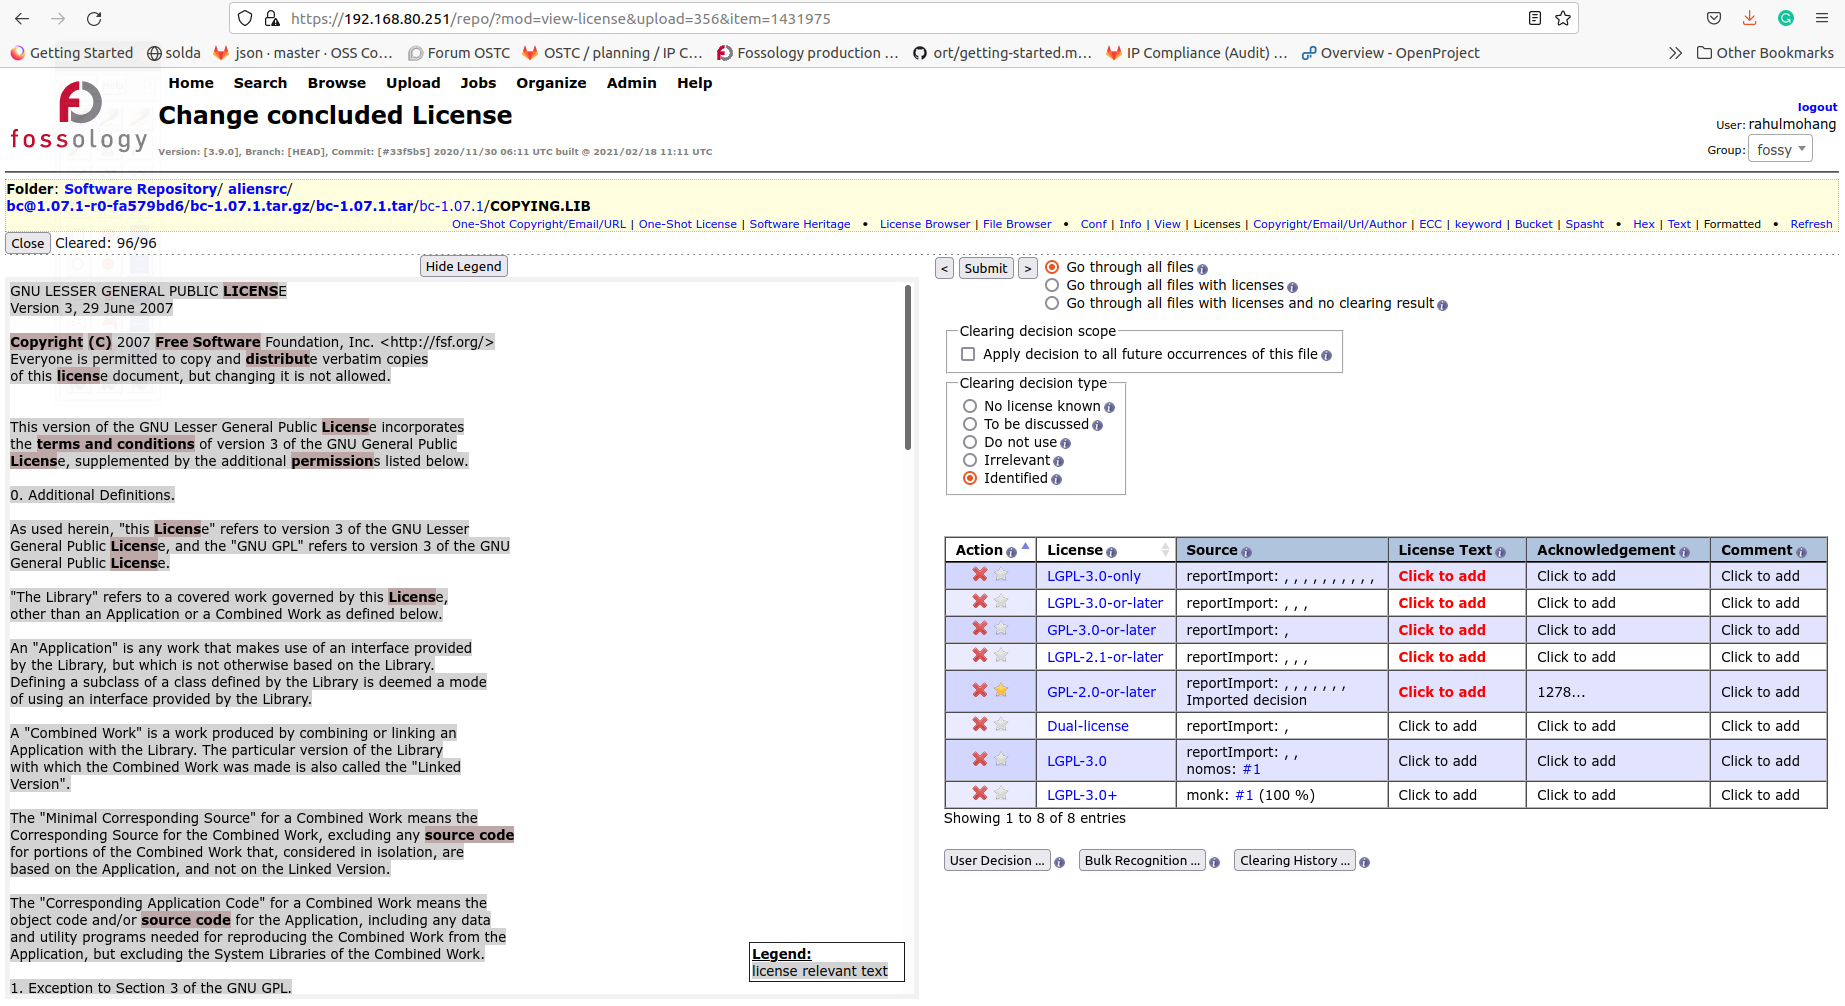 https://192.168.80.251/repo/?mod=view-license&upload=356&item=1431975
Getting Started solda json · master · OSS Co… Forum OSTC OSTC / planning / IP C… Fossology production … ort/getting-started.m… IP Compliance (Audit) … Overview - OpenProject Other Bookmarks
Home Search Browse Upload Jobs Organize Admin Help
fossology
Change concluded License
Version: [3.9.0], Branch: [HEAD], Commit: [#33f5b5] 2020/11/30 06:11 UTC built @ 2021/02/18 11:11 UTC
logout
User: rahulmohang
Group: fossy
Folder: Software Repository/ aliensrc/
bc@1.07.1-r0-fa579bd6/bc-1.07.1.tar.gz/bc-1.07.1.tar/bc-1.07.1/COPYING.LIB
One-Shot Copyright/Email/URL | One-Shot License | Software Heritage • License Browser | File Browser • Conf | Info | View | Licenses | Copyright/Email/Url/Author | ECC | keyword | Bucket | Spasht • Hex | Text | Formatted • Refresh
Close Cleared: 96/96
Hide Legend
GNU LESSER GENERAL PUBLIC LICENSE
Version 3, 29 June 2007
Copyright (C) 2007 Free Software Foundation, Inc. <http://fsf.org/>
Everyone is permitted to copy and distribute verbatim copies
of this license document, but changing it is not allowed.
This version of the GNU Lesser General Public License incorporates
the terms and conditions of version 3 of the GNU General Public
License, supplemented by the additional permissions listed below.
0. Additional Definitions.
As used herein, "this License" refers to version 3 of the GNU Lesser
General Public License, and the "GNU GPL" refers to version 3 of the GNU
General Public License.
"The Library" refers to a covered work governed by this License,
other than an Application or a Combined Work as defined below.
An "Application" is any work that makes use of an interface provided
by the Library, but which is not otherwise based on the Library.
Defining a subclass of a class defined by the Library is deemed a mode
of using an interface provided by the Library.
A "Combined Work" is a work produced by combining or linking an
Application with the Library. The particular version of the Library
with which the Combined Work was made is also called the "Linked
Version".
The "Minimal Corresponding Source" for a Combined Work means the
Corresponding Source for the Combined Work, excluding any source code
for portions of the Combined Work that, considered in isolation, are
based on the Application, and not on the Linked Version.
The "Corresponding Application Code" for a Combined Work means the
object code and/or source code for the Application, including any data
and utility programs needed for reproducing the Combined Work from the
Application, but excluding the System Libraries of the Combined Work.
1. Exception to Section 3 of the GNU GPL.
Legend:
license relevant text
< Submit > Go through all files
Go through all files with licenses
Go through all files with licenses and no clearing result
Clearing decision scope
Apply decision to all future occurrences of this file
Clearing decision type
No license known
To be discussed
Do not use
Irrelevant
Identified
Action License Source License Text Acknowledgement Comment
LGPL-3.0-only reportImport: , , , , , , , , , , Click to add Click to add Click to add
LGPL-3.0-or-later reportImport: , , , Click to add Click to add Click to add
GPL-3.0-or-later reportImport: , Click to add Click to add Click to add
LGPL-2.1-or-later reportImport: , , , Click to add Click to add Click to add
GPL-2.0-or-later reportImport: , , , , , , , Imported decision Click to add 1278... Click to add
Dual-license reportImport: , Click to add Click to add Click to add
LGPL-3.0 reportImport: , , nomos: #1 Click to add Click to add Click to add
LGPL-3.0+ monk: #1 (100 %) Click to add Click to add Click to add
Showing 1 to 8 of 8 entries
User Decision ... Bulk Recognition ... Clearing History ...